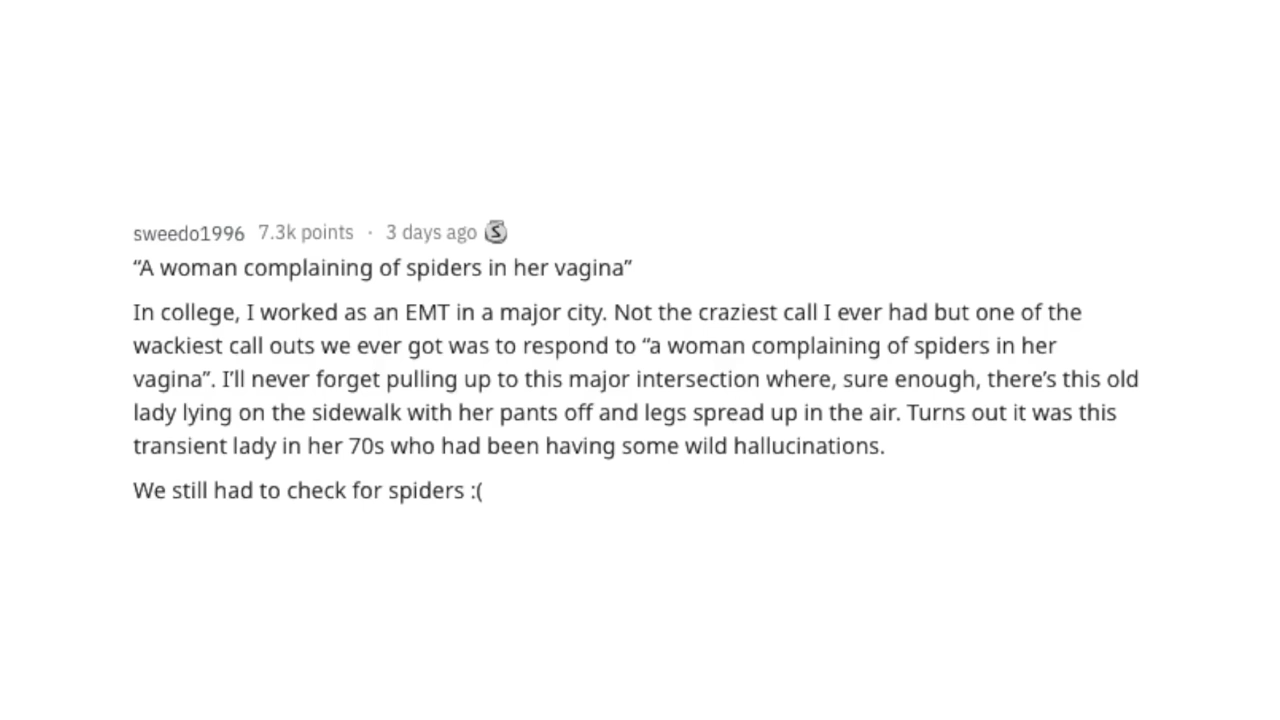 sweedo1996 7.3k points · 3 days ago S
“A woman complaining of spiders in her vagina”
In college, I worked as an EMT in a major city. Not the craziest call I ever had but one of the
wackiest call outs we ever got was to respond to “a woman complaining of spiders in her
vagina”. I’ll never forget pulling up to this major intersection where, sure enough, there’s this old
lady lying on the sidewalk with her pants off and legs spread up in the air. Turns out it was this
transient lady in her 70s who had been having some wild hallucinations.
We still had to check for spiders :(